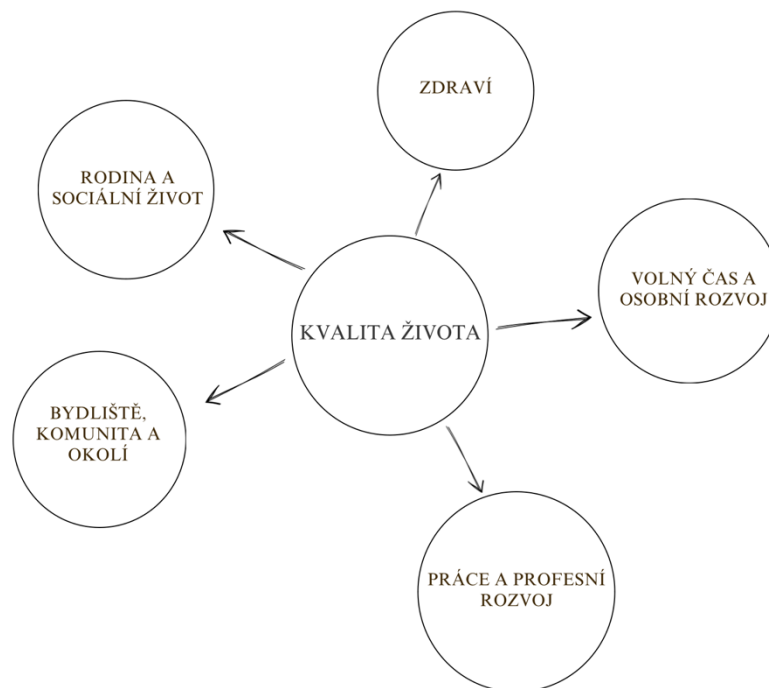 ZDRAVÍ
RODINA A
SOCIÁLNÍ ŽIVOT
VOLNÝ ČAS A
OSOBNÍ ROZVOJ
KVALITA ŽIVOTA
BYDLIŠTĚ,
KOMUNITA A
OKOLÍ
PRÁCE A PROFESNÍ
ROZVOJ